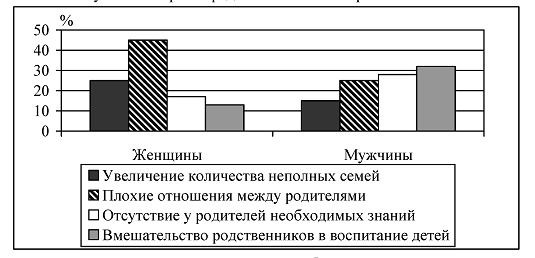 %
50
40
30
20
10
0
Женщины Мужчины
Увеличение количества неполных семей
Плохие отношения между родителями
Отсутствие у родителей необходимых знаний
Вмешательство родственников в воспитание детей